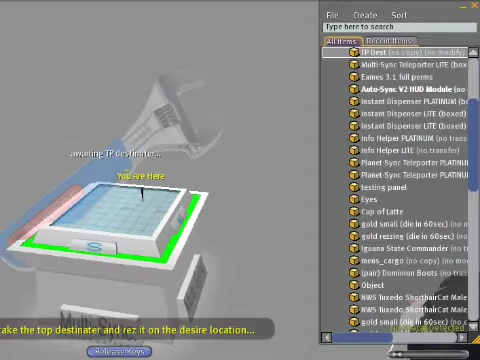 File Create Sort
Type here to search
All Items Recent Items
TP Dest (no copy) (no modify)
Multi-Sync Teleporter LITE (box
Eames 3.1 full perms
Auto-Sync V2 HUD Module (no
Instant Dispenser PLATINUM (b
Instant Dispenser LITE (boxed)
Instant Dispenser LITE (boxed)
Info Helper PLATINUM (no trans
Info Helper LITE (no transfer)
Planet-Sync Teleporter PLATINU
Planet-Sync Teleporter PLATINU
testing panel
Eyes
Cup of Latte
gold small (die in 60sec) (no m
gold rezzing (die in 60sec) (no
Iguana State Commander (no tr
mens_cargo (no copy) (no mo
(pair) Dominion Boots (no tra
Object
NWS Tuxedo ShorthairCat Male
NWS Tuxedo ShorthairCat Male
gold small (die in 60sec)
awaiting TP destinater...
You Are Here
S
Multi-Sync
take the top destinater and rez it on the desire location...
Release Keys
Detected